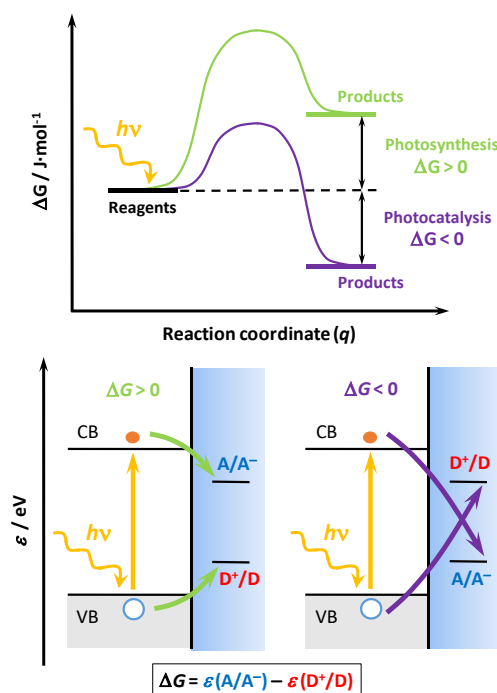 Products
hν
Photosynthesis
ΔG > 0
ΔG / J·mol⁻¹
Reagents
Photocatalysis
ΔG < 0
Products
Reaction coordinate (q)
ΔG > 0
ΔG < 0
CB
A/A⁻
CB
D⁺/D
ε / eV
hν
D⁺/D
hν
A/A⁻
VB
VB
ΔG = ε(A/A⁻) – ε(D⁺/D)